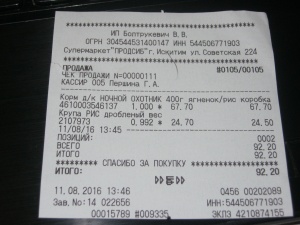 ИП Болтрукевич В.В.
ОГРН 304544531400147 ИНН 544506771903
Супермаркет"ПРОДСИБ"г. Искитим ул.Советская 224
**********************************************
ПРОДАЖА #0105/00105
ЧЕК ПРОДАЖИ N=00000111
КАССИР 005 Першина Г.А.
Корм д/к НОЧНОЙ ОХОТНИК 400г ягненок/рис коробка
4610003546137 1,000 * 67,70 67,70
Крупа РИС дробленый вес
2107973 0,992 * 24,70 24,50
11/08/16 13:45
ПОЗИЦИЙ: 0002
ВСЕГО 92,20
ИТОГО 92,20
******** СПАСИБО ЗА ПОКУПКУ ********
ИТОГО: 92.20
11.08.2016 13:46 0456 00202089
Зав.No:14 022656 ИНН:544506771903
00015789 #009335 ЭКЛЗ 4210874155